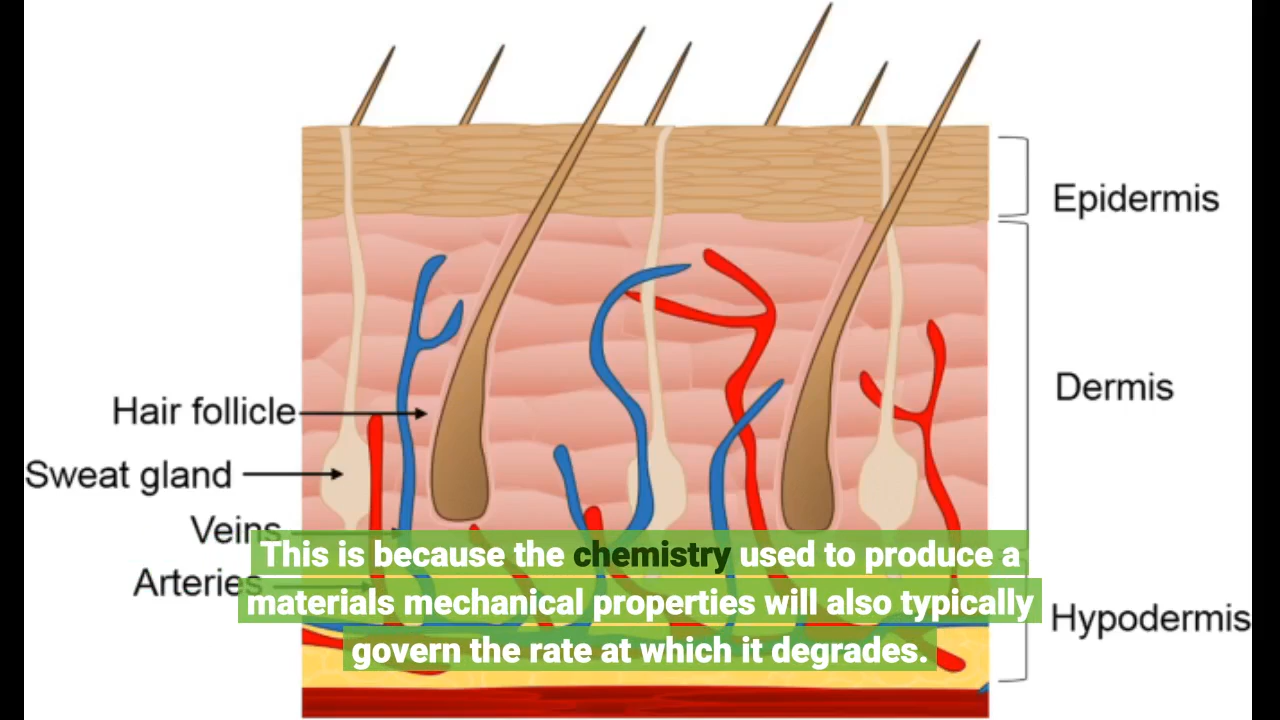 Epidermis
Dermis
Hair follicle
Sweat gland
Veins
Arteries
Hypodermis
This is because the chemistry used to produce a
materials mechanical properties will also typically
govern the rate at which it degrades.